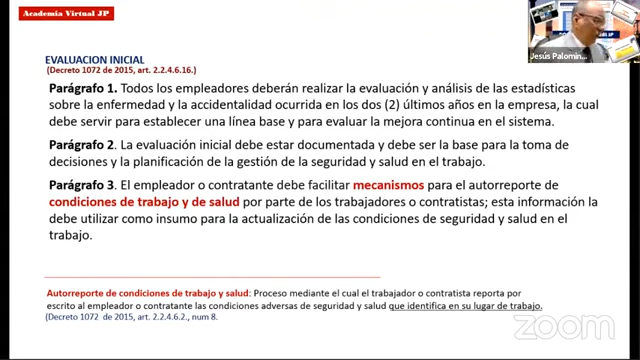 Academia Virtual JP
EVALUACION INICIAL
(Decreto 1072 de 2015, art. 2.2.4.6.16.)
Parágrafo 1. Todos los empleadores deberán realizar la evaluación y análisis de las estadísticas
sobre la enfermedad y la accidentalidad ocurrida en los dos (2) últimos años en la empresa, la cual
debe servir para establecer una línea base y para evaluar la mejora continua en el sistema.
Parágrafo 2. La evaluación inicial debe estar documentada y debe ser la base para la toma de
decisiones y la planificación de la gestión de la seguridad y salud en el trabajo.
Parágrafo 3. El empleador o contratante debe facilitar mecanismos para el autorreporte de
condiciones de trabajo y de salud por parte de los trabajadores o contratistas; esta información la
debe utilizar como insumo para la actualización de las condiciones de seguridad y salud en el
trabajo.
Autorreporte de condiciones de trabajo y salud: Proceso mediante el cual el trabajador o contratista reporta por
escrito al empleador o contratante las condiciones adversas de seguridad y salud que identifica en su lugar de trabajo.
(Decreto 1072 de 2015, art. 2.2.4.6.2., num 8.
Jesús Palomin...
zoom